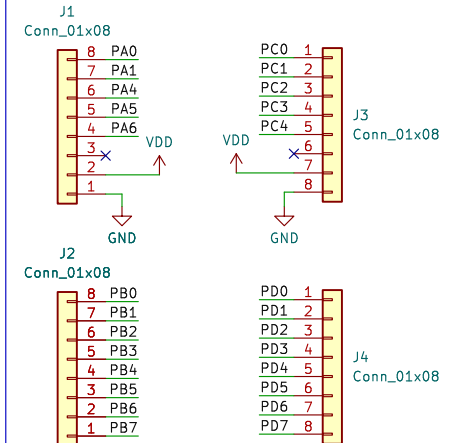 J1
Conn_01x08
8 PA0
7 PA1
6 PA4
5 PA5
4 PA6
3
2
1
VDD
GND
PC0 1
PC1 2
PC2 3
PC3 4
PC4 5
6
7
8
VDD
GND
J3
Conn_01x08
J2
Conn_01x08
8 PB0
7 PB1
6 PB2
5 PB3
4 PB4
3 PB5
2 PB6
1 PB7
PD0 1
PD1 2
PD2 3
PD3 4
PD4 5
PD5 6
PD6 7
PD7 8
J4
Conn_01x08